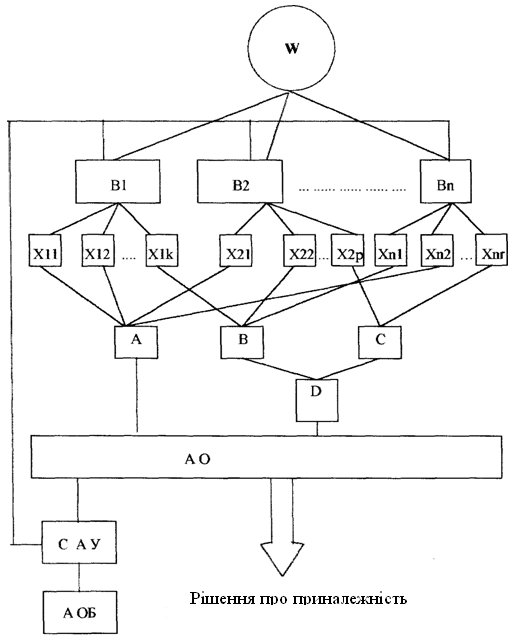 W
B1 B2 ... ...... ...... ...... .... Bn
X11 X12 .... X1k X21 X22 ... X2p Xn1 Xn2 ... Xnr
A B C
D
А О
С А У
А ОБ
Рішення про приналежність